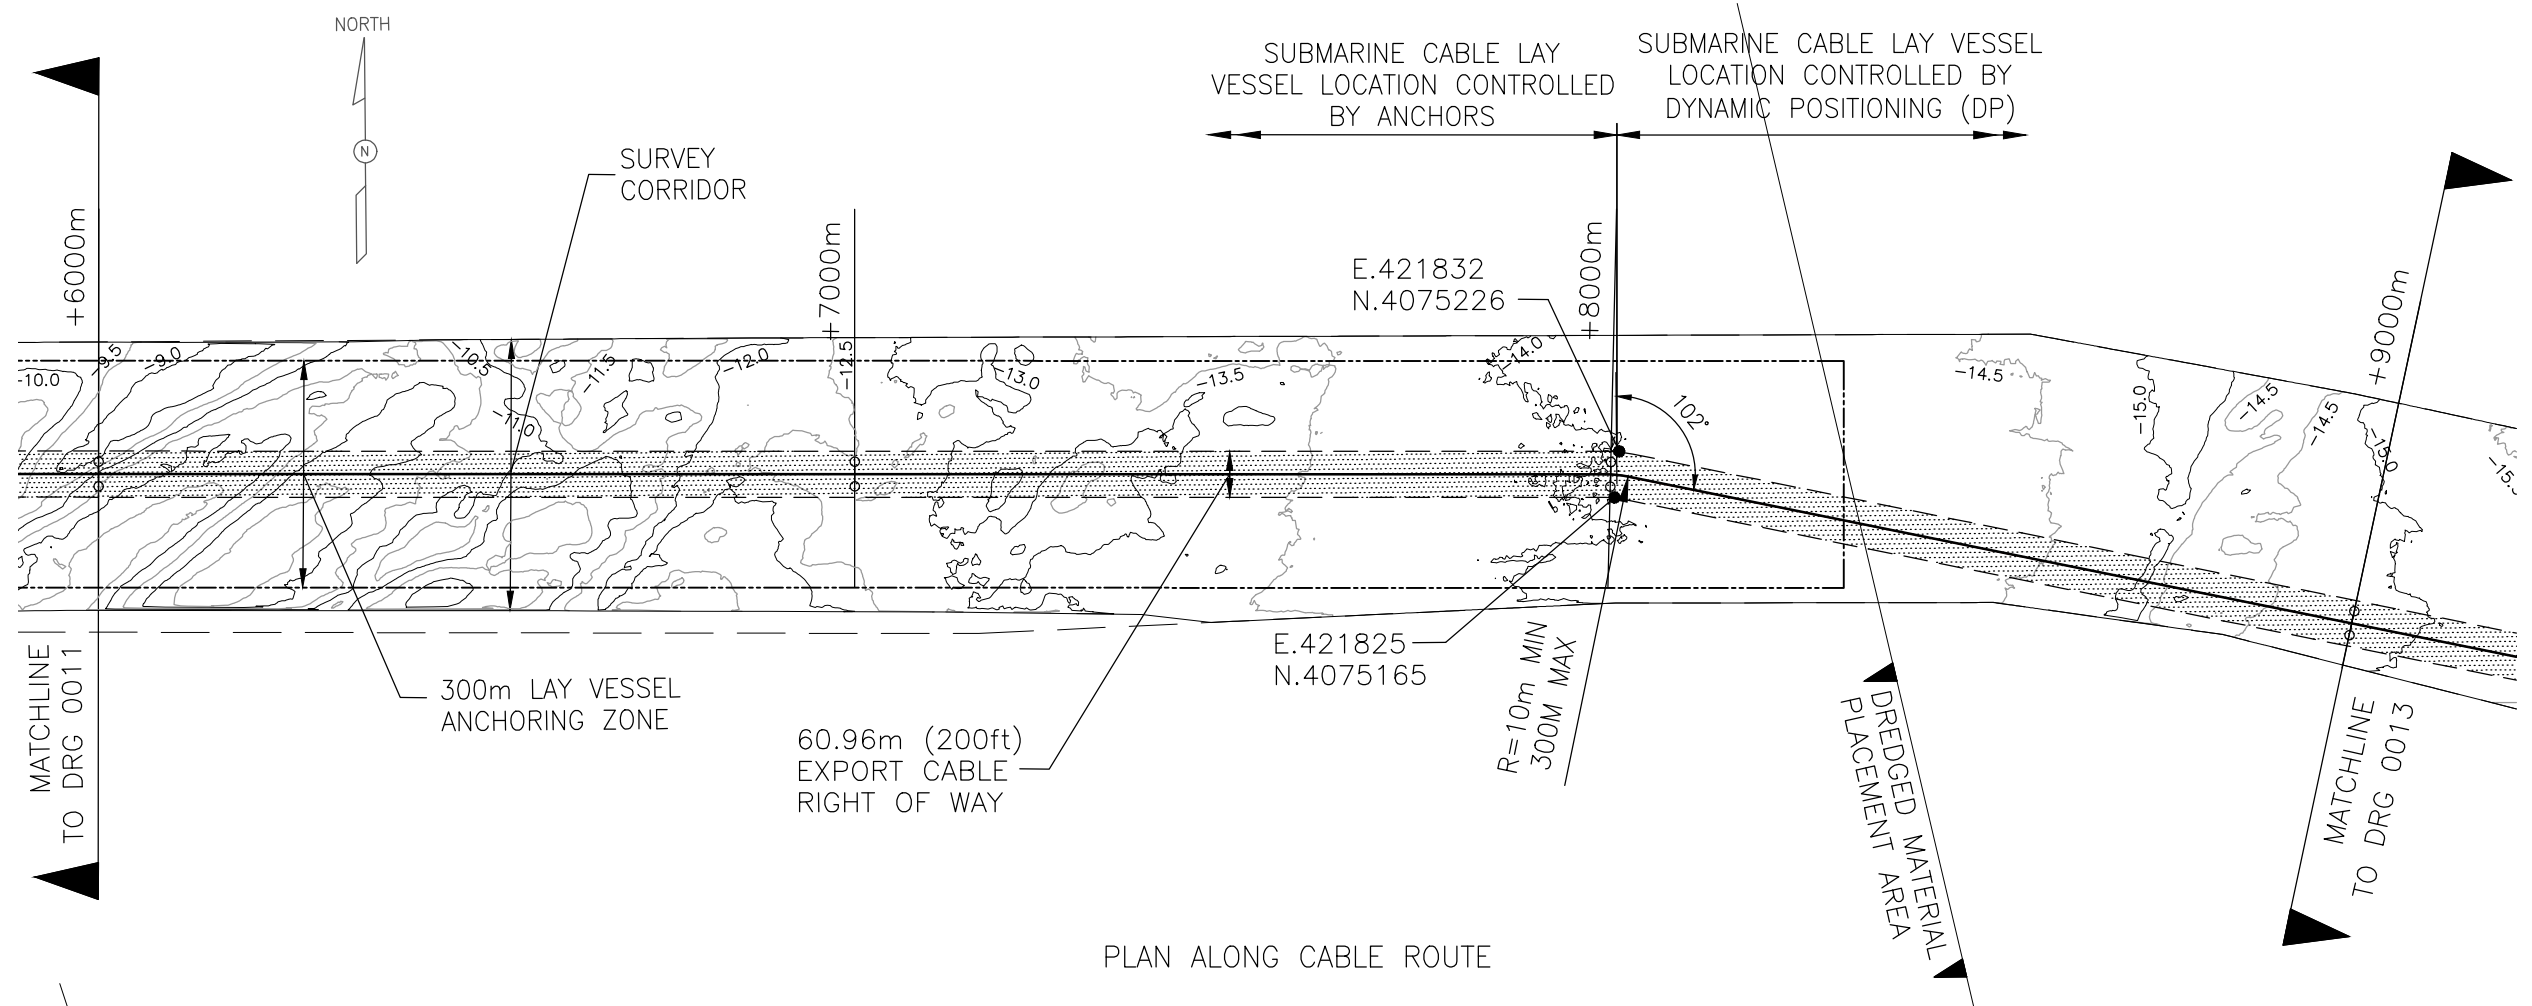 NORTH
N
SUBMARINE CABLE LAY
VESSEL LOCATION CONTROLLED
BY ANCHORS
SUBMARINE CABLE LAY VESSEL
LOCATION CONTROLLED BY
DYNAMIC POSITIONING (DP)
SURVEY
CORRIDOR
+6000m
+7000m
+8000m
+9000m
E.421832
N.4075226
102°
-10.0
-9.5
-9.0
-10.5
-11.0
-11.5
-12.0
-12.5
-13.0
-13.5
-14.0
-14.5
-15.0
-14.5
-14.5
-15.0
E.421825
N.4075165
R=10m MIN
300M MAX
MATCHLINE
TO DRG 0011
300m LAY VESSEL
ANCHORING ZONE
60.96m (200ft)
EXPORT CABLE
RIGHT OF WAY
DREDGED MATERIAL
PLACEMENT AREA
MATCHLINE
TO DRG 0013
PLAN ALONG CABLE ROUTE